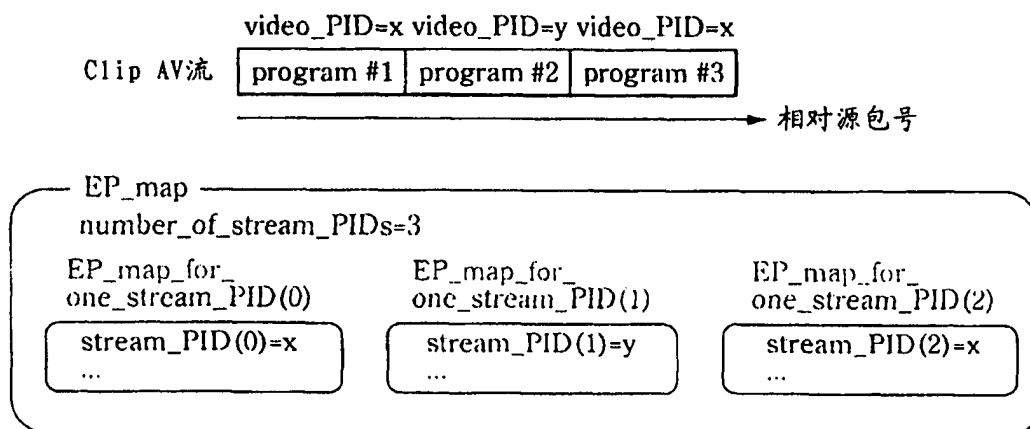 video_PID=x video_PID=y video_PID=x
Clip AV流 program #1 program #2 program #3
相对源包号
EP_map
number_of_stream_PIDs=3
EP_map_for_
one_stream_PID(0)
EP_map_for_
one_stream_PID(1)
EP_map_for_
one_stream_PID(2)
stream_PID(0)=x
...
stream_PID(1)=y
...
stream_PID(2)=x
...